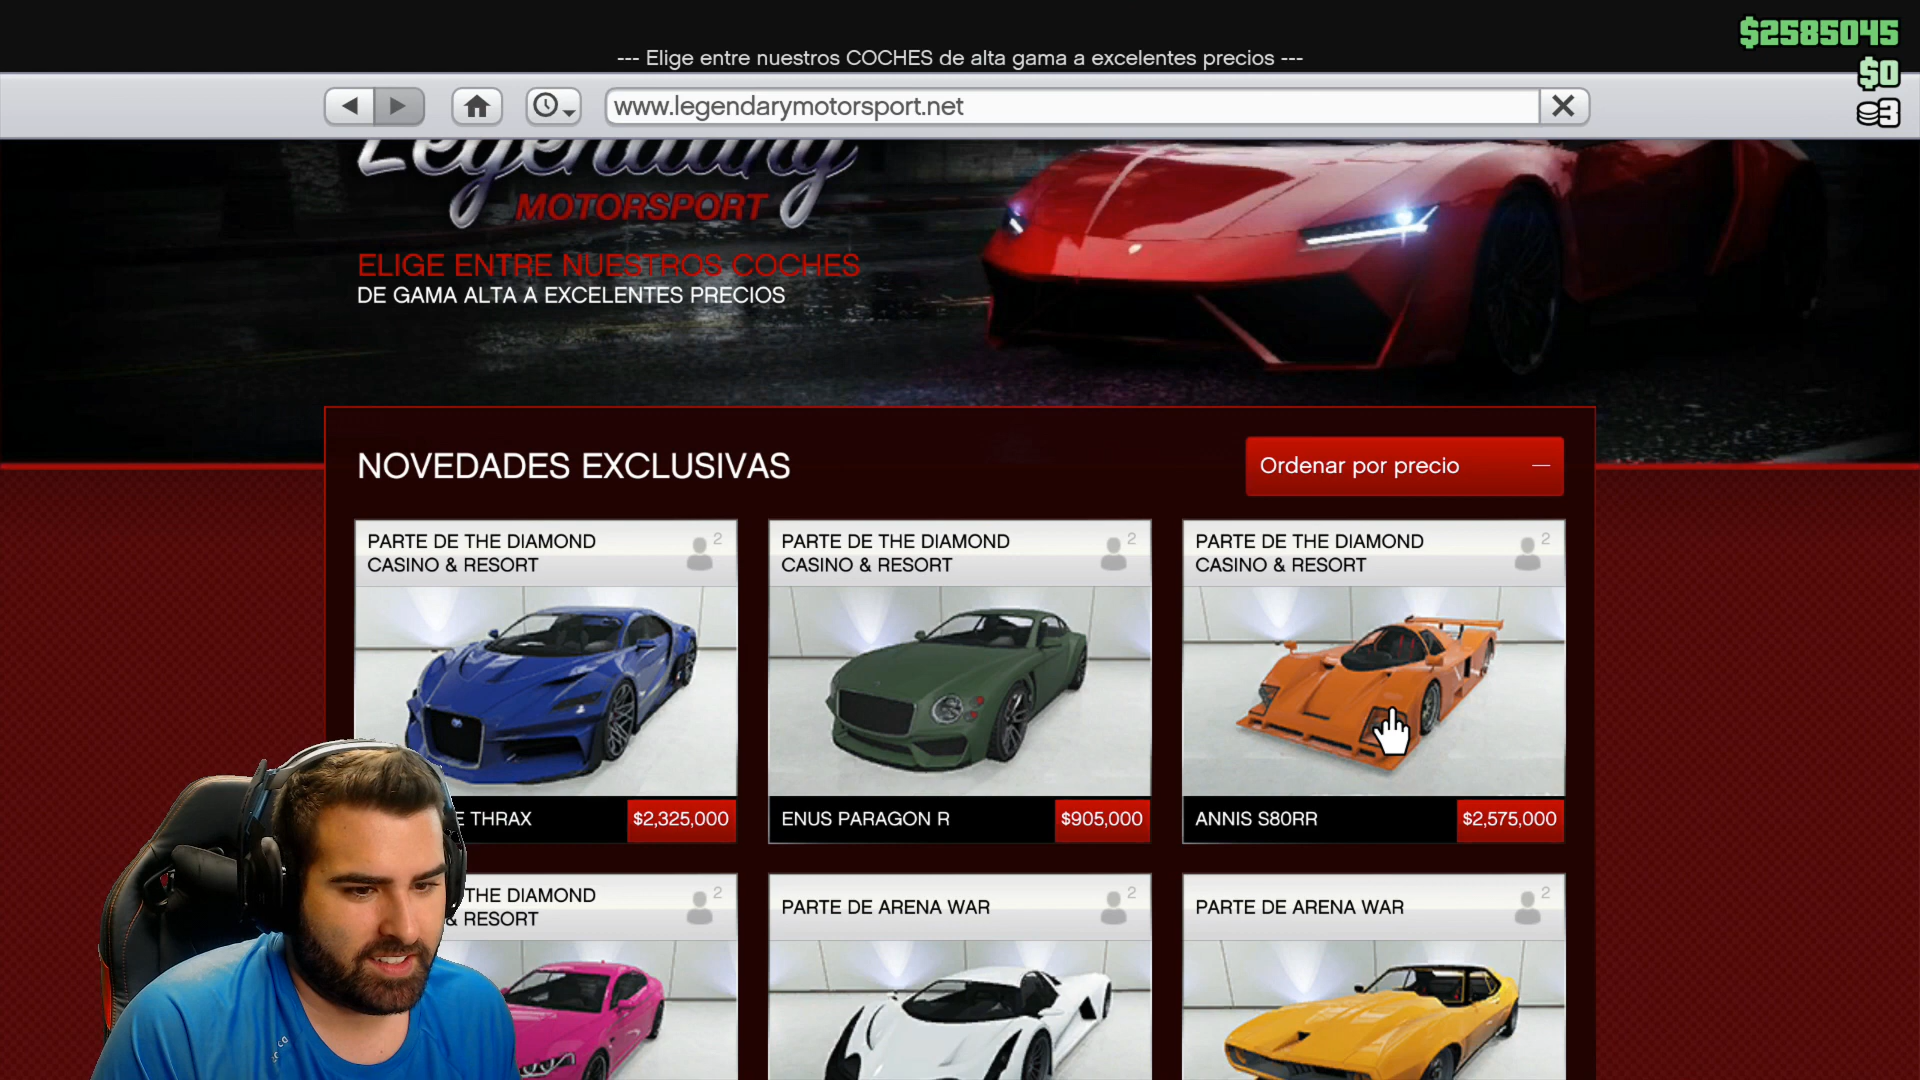 $2585045
--- Elige entre nuestros COCHES de alta gama a excelentes precios ---
$0
www.legendarymotorsport.net
3
Legendary
MOTORSPORT
ELIGE ENTRE NUESTROS COCHES
DE GAMA ALTA A EXCELENTES PRECIOS
NOVEDADES EXCLUSIVAS
Ordenar por precio
PARTE DE THE DIAMOND
CASINO & RESORT
2
PARTE DE THE DIAMOND
CASINO & RESORT
2
PARTE DE THE DIAMOND
CASINO & RESORT
2
THRAX
$2,325,000
ENUS PARAGON R
$905,000
ANNIS S80RR
$2,575,000
THE DIAMOND
& RESORT
2
PARTE DE ARENA WAR
2
PARTE DE ARENA WAR
2